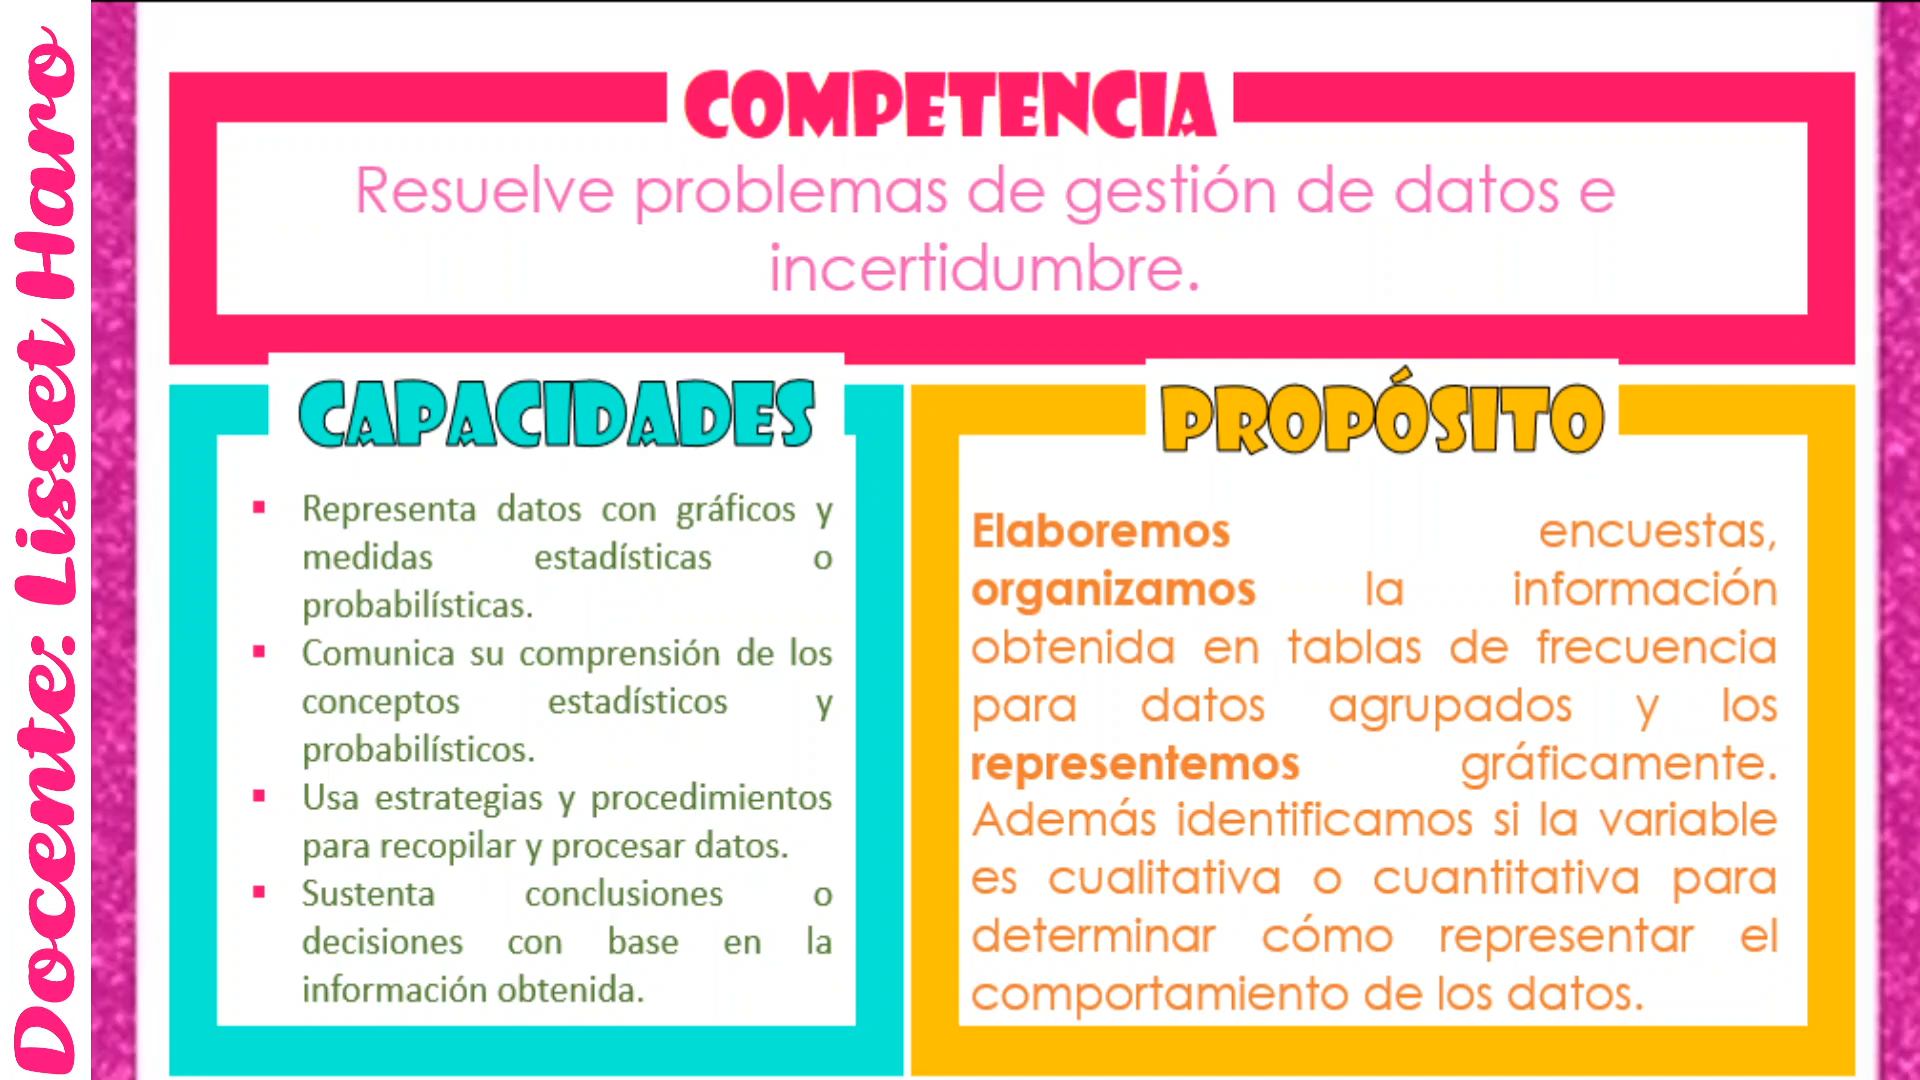 Docente: Lisset Haro
COMPETENCIA
Resuelve problemas de gestión de datos e
incertidumbre.
CAPACIDADES
▪ Representa datos con gráficos y
medidas estadísticas o
probabilísticas.
▪ Comunica su comprensión de los
conceptos estadísticos y
probabilísticos.
▪ Usa estrategias y procedimientos
para recopilar y procesar datos.
▪ Sustenta conclusiones o
decisiones con base en la
información obtenida.
PROPÓSITO
Elaboremos encuestas,
organizamos la información
obtenida en tablas de frecuencia
para datos agrupados y los
representemos gráficamente.
Además identificamos si la variable
es cualitativa o cuantitativa para
determinar cómo representar el
comportamiento de los datos.